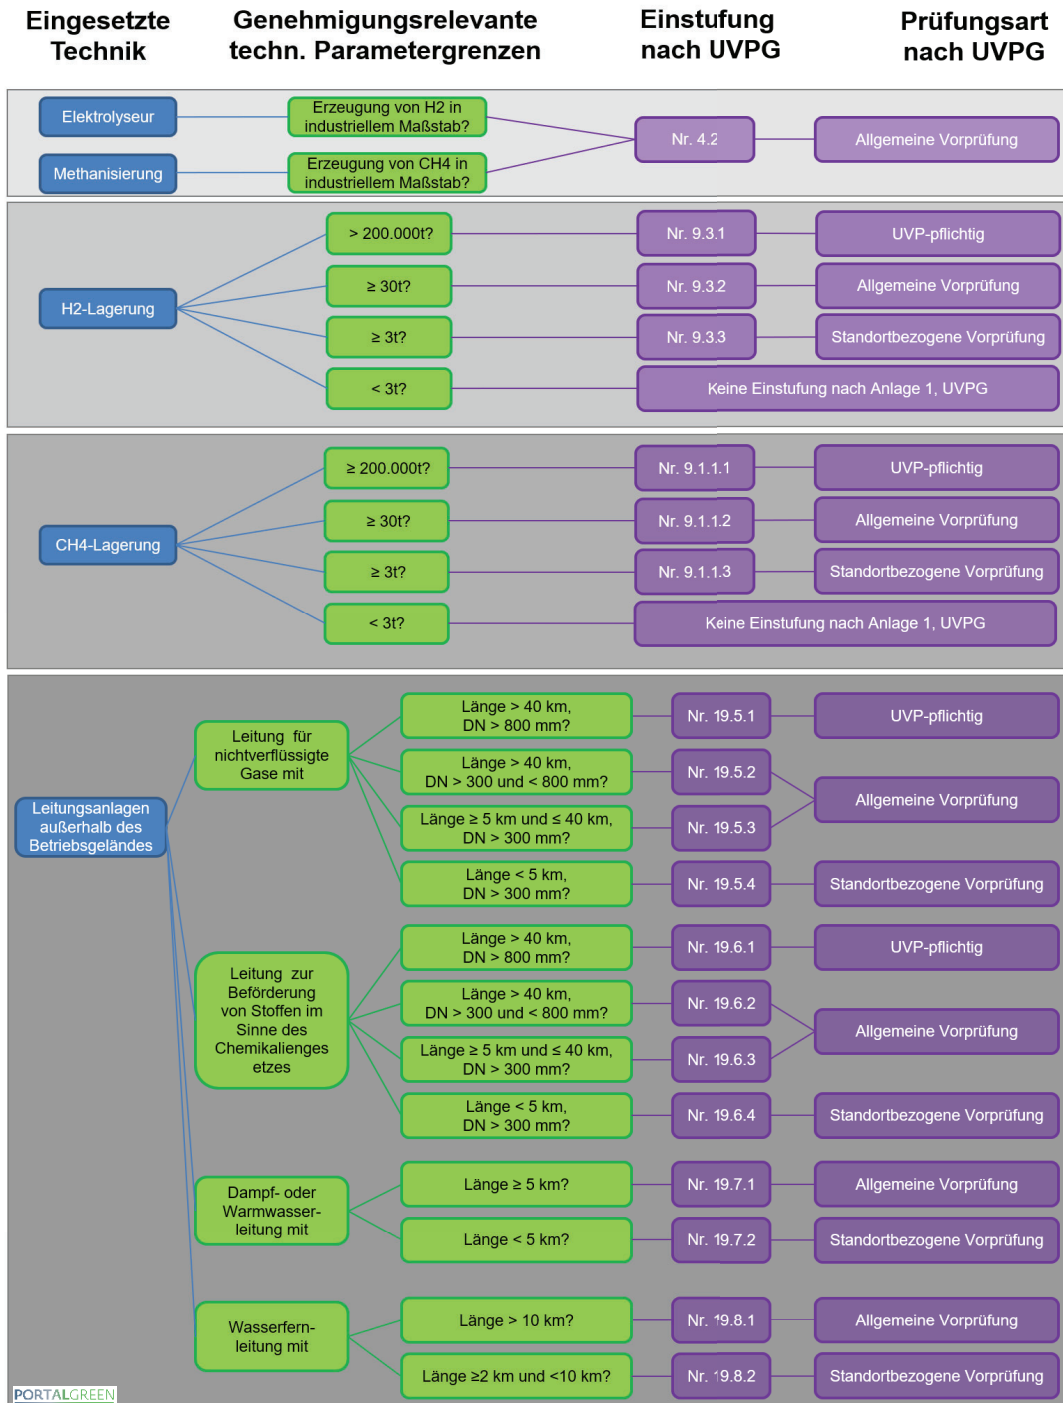 Eingesetzte
Technik
Genehmigungsrelevante
techn. Parametergrenzen
Einstufung
nach UVPG
Prüfungsart
nach UVPG
Elektrolyseur
Erzeugung von H2 in
industriellem Maßstab?
Methanisierung
Erzeugung von CH4 in
industriellem Maßstab?
Nr. 4.2
Allgemeine Vorprüfung
H2-Lagerung
> 200.000t?
Nr. 9.3.1
UVP-pflichtig
≥ 30t?
Nr. 9.3.2
Allgemeine Vorprüfung
≥ 3t?
Nr. 9.3.3
Standortbezogene Vorprüfung
< 3t?
Keine Einstufung nach Anlage 1, UVPG
CH4-Lagerung
≥ 200.000t?
Nr. 9.1.1.1
UVP-pflichtig
≥ 30t?
Nr. 9.1.1.2
Allgemeine Vorprüfung
≥ 3t?
Nr. 9.1.1.3
Standortbezogene Vorprüfung
< 3t?
Keine Einstufung nach Anlage 1, UVPG
Leitungsanlagen
außerhalb des
Betriebsgeländes
Leitung für
nichtverflüssigte
Gase mit
Länge > 40 km,
DN > 800 mm?
Nr. 19.5.1
UVP-pflichtig
Länge > 40 km,
DN > 300 und < 800 mm?
Nr. 19.5.2
Länge ≥ 5 km und ≤ 40 km,
DN > 300 mm?
Nr. 19.5.3
Allgemeine Vorprüfung
Länge < 5 km,
DN > 300 mm?
Nr. 19.5.4
Standortbezogene Vorprüfung
Leitung zur
Beförderung
von Stoffen im
Sinne des
Chemikalienges
etzes
Länge > 40 km,
DN > 800 mm?
Nr. 19.6.1
UVP-pflichtig
Länge > 40 km,
DN > 300 und < 800 mm?
Nr. 19.6.2
Länge ≥ 5 km und ≤ 40 km,
DN > 300 mm?
Nr. 19.6.3
Allgemeine Vorprüfung
Länge < 5 km,
DN > 300 mm?
Nr. 19.6.4
Standortbezogene Vorprüfung
Dampf- oder
Warmwasser-
leitung mit
Länge ≥ 5 km?
Nr. 19.7.1
Allgemeine Vorprüfung
Länge < 5 km?
Nr. 19.7.2
Standortbezogene Vorprüfung
Wasserfern-
leitung mit
Länge > 10 km?
Nr. 19.8.1
Allgemeine Vorprüfung
Länge ≥2 km und <10 km?
Nr. 19.8.2
Standortbezogene Vorprüfung
PORTALGREEN